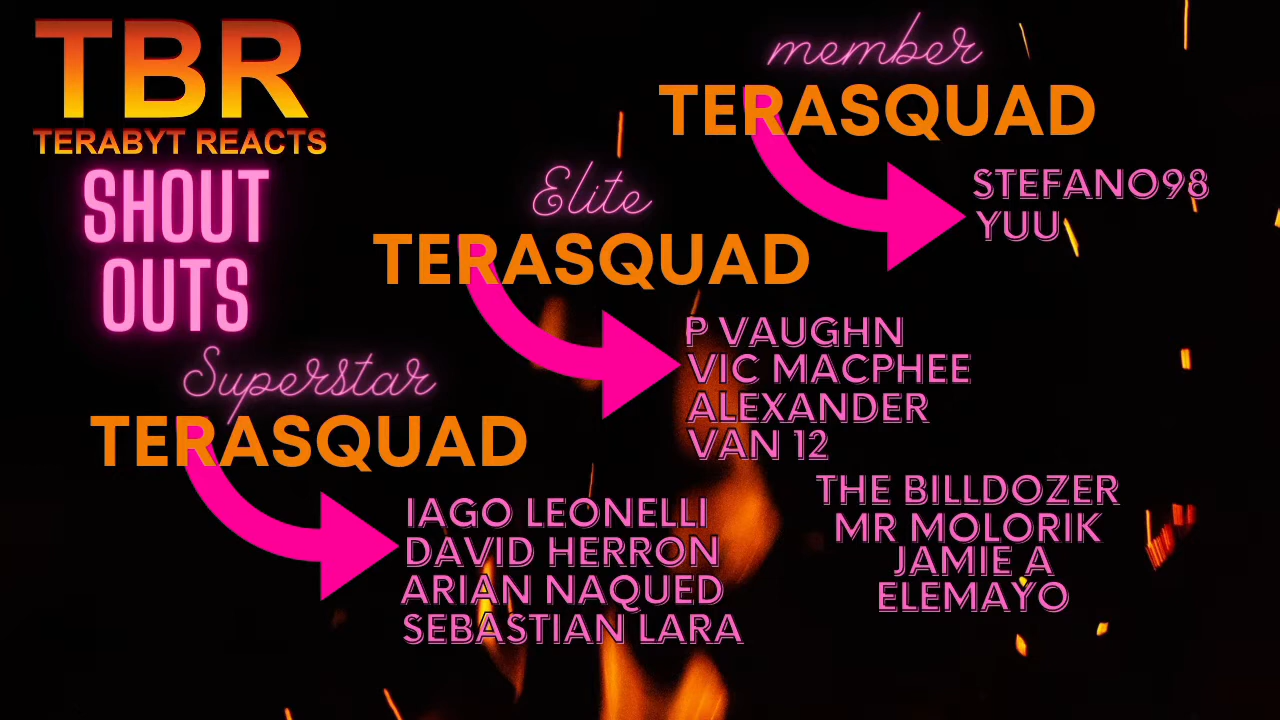 TBR
TERABYT REACTS
SHOUT
OUTS
member
TERASQUAD
STEFANO98
YUU
Elite
TERASQUAD
P VAUGHN
VIC MACPHEE
ALEXANDER
VAN 12
Superstar
TERASQUAD
IAGO LEONELLI
DAVID HERRON
ARIAN NAQUED
SEBASTIAN LARA
THE BILLDOZER
MR MOLORIK
JAMIE A
ELEMAYO